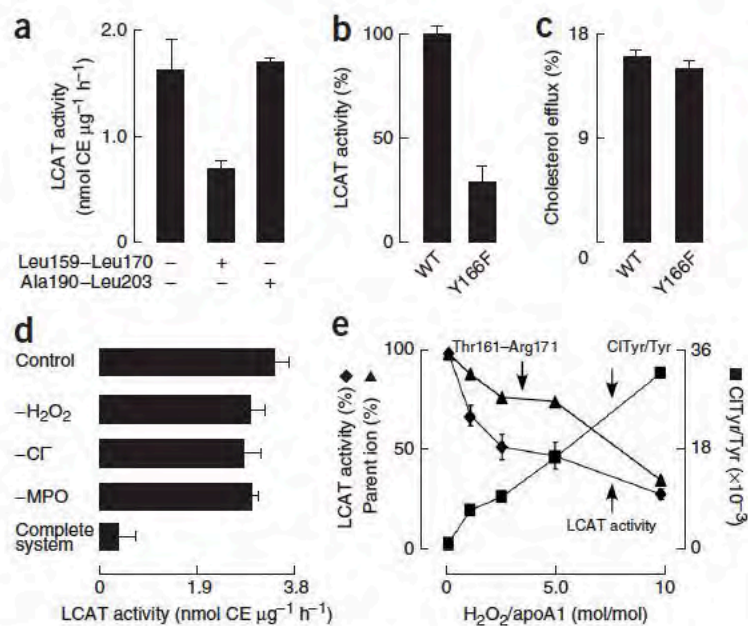 a
2.0
1.0
0
LCAT activity
(nmol CE µg⁻¹ h⁻¹)
Leu159–Leu170 – + –
Ala190–Leu203 – – +
b
100
50
0
LCAT activity (%)
WT
Y166F
c
18
9
0
Cholesterol efflux (%)
WT
Y166F
d
Control
–H₂O₂
–Cl⁻
–MPO
Complete
system
0 1.9 3.8
LCAT activity (nmol CE µg⁻¹ h⁻¹)
e
Thr161–Arg171
ClTyr/Tyr
LCAT activity
100
50
0
LCAT activity (%) ◆
Parent ion (%) ▲
36
18
0
■ ClTyr/Tyr (×10⁻³)
0 5.0 10
H₂O₂/apoA1 (mol/mol)